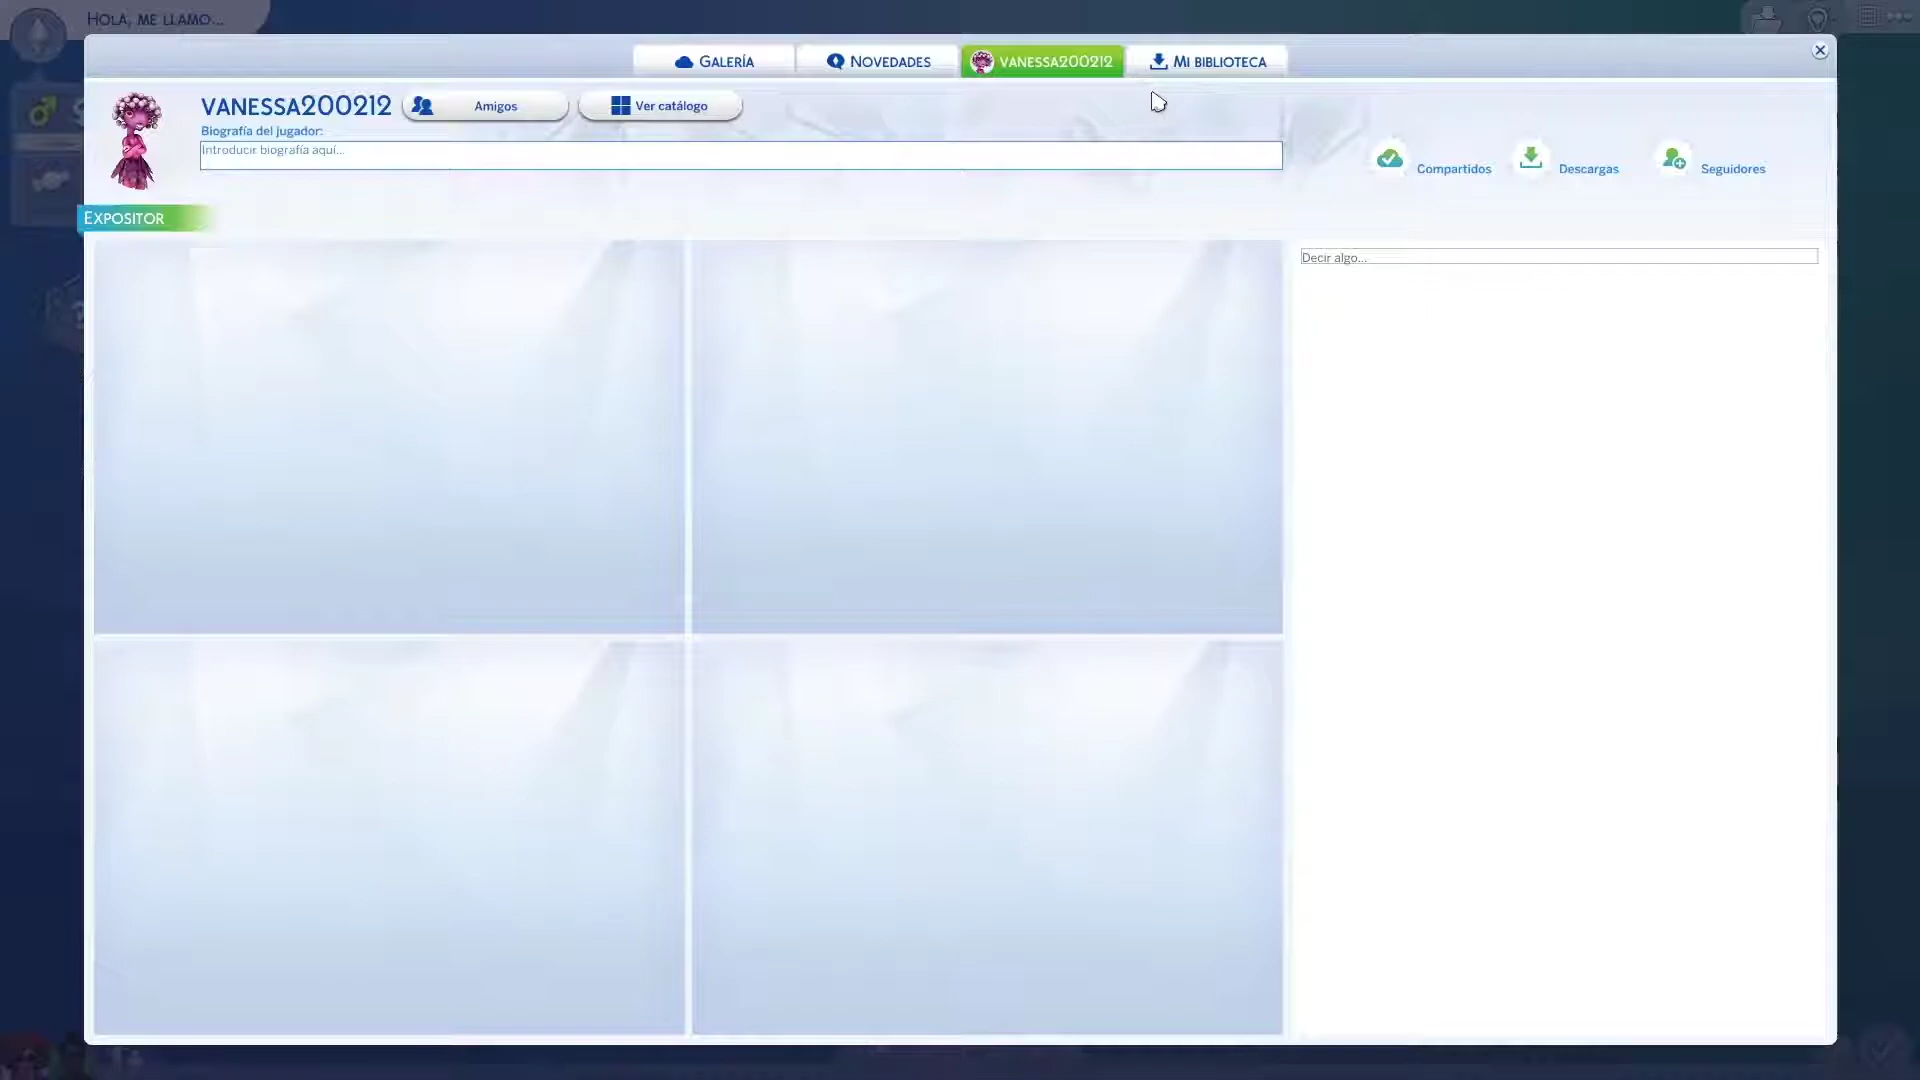 HOLA, ME LLAMO...
GALERÍA
NOVEDADES
VANESSA200212
MI BIBLIOTECA
VANESSA200212
Amigos
Ver catálogo
Biografía del jugador:
Introducir biografía aquí...
Compartidos
Descargas
Seguidores
EXPOSITOR
Decir algo...